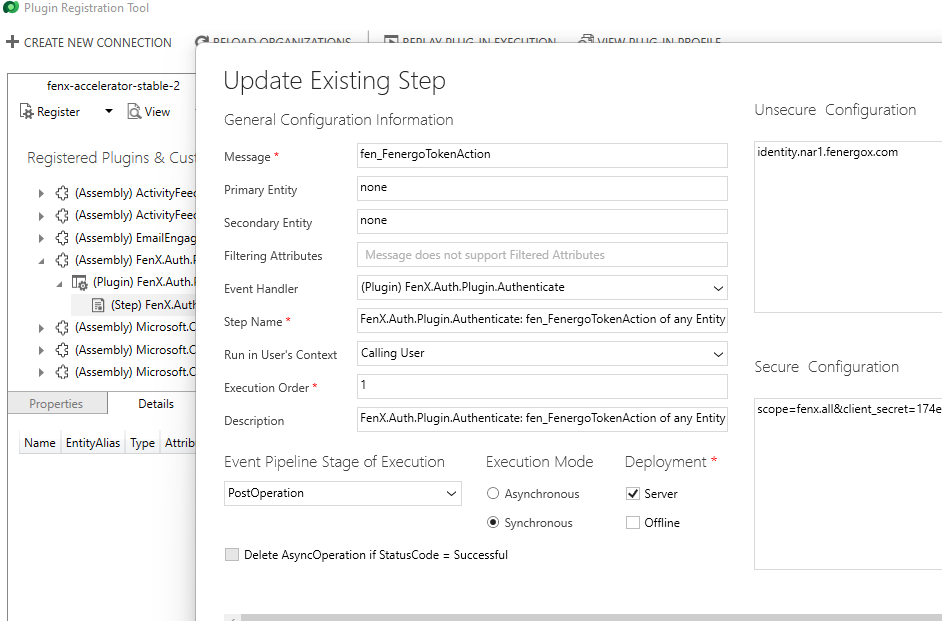 Plugin Registration Tool
CREATE NEW CONNECTION
RELOAD ORGANIZATIONS
REPLAY PLUG-IN EXECUTION
VIEW PLUG-IN PROFILE
fenx-accelerator-stable-2
Register
View
Registered Plugins & Cust
(Assembly) ActivityFeed
(Assembly) ActivityFeed
(Assembly) EmailEngag
(Assembly) FenX.Auth.P
(Plugin) FenX.Auth.P
(Step) FenX.Auth
(Assembly) Microsoft.C
(Assembly) Microsoft.C
(Assembly) Microsoft.C
Properties
Details
Name
EntityAlias
Type
Attrib
Update Existing Step
General Configuration Information
Message *
fen_FenergoTokenAction
Primary Entity
none
Secondary Entity
none
Filtering Attributes
Message does not support Filtered Attributes
Event Handler
(Plugin) FenX.Auth.Plugin.Authenticate
Step Name *
FenX.Auth.Plugin.Authenticate: fen_FenergoTokenAction of any Entity
Run in User's Context
Calling User
Execution Order *
1
Description
FenX.Auth.Plugin.Authenticate: fen_FenergoTokenAction of any Entity
Event Pipeline Stage of Execution
PostOperation
Execution Mode
Asynchronous
Synchronous
Deployment *
Server
Offline
Delete AsyncOperation if StatusCode = Successful
Unsecure Configuration
identity.nar1.fenergox.com
Secure Configuration
scope=fenx.all&client_secret=174e